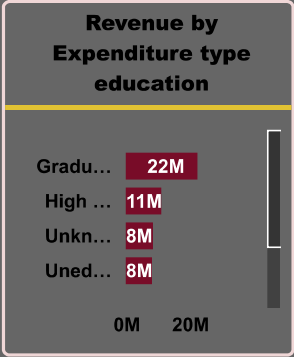 Revenue by
Expenditure type
education
Gradu... 22M
High ... 11M
Unkn... 8M
Uned... 8M
0M 20M